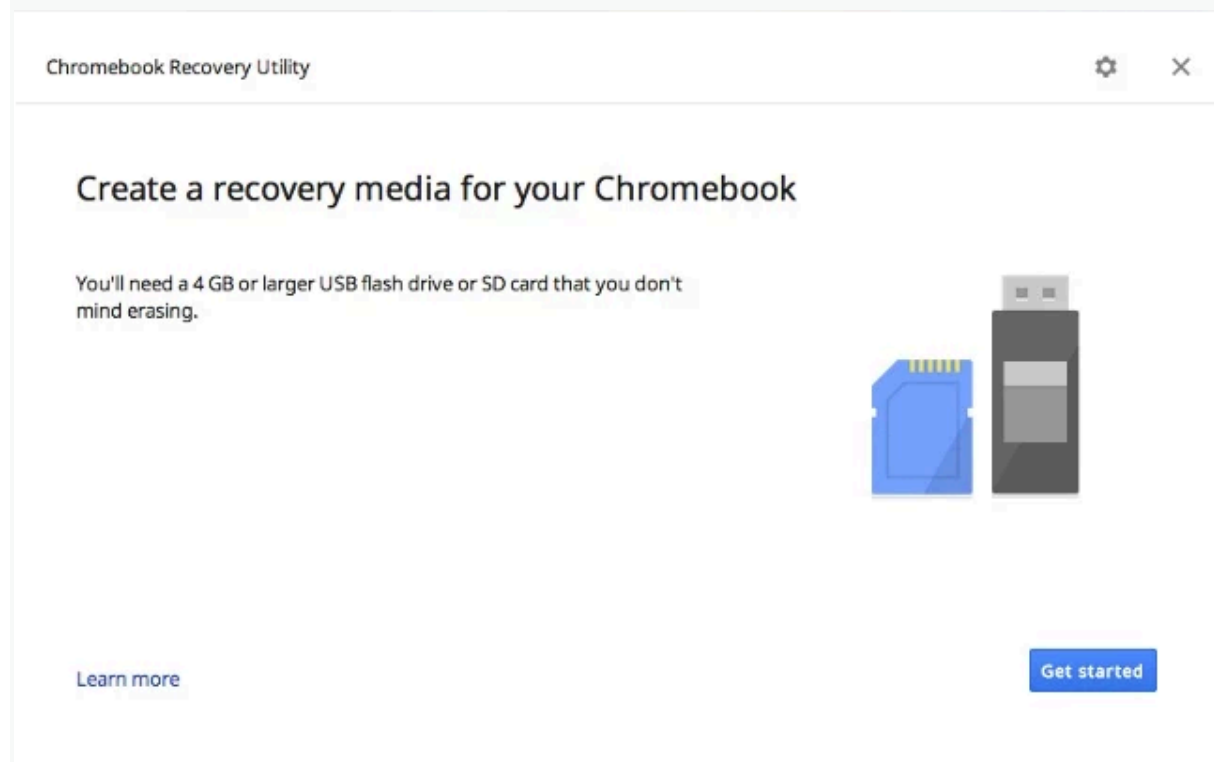 Chromebook Recovery Utility
Create a recovery media for your Chromebook
You'll need a 4 GB or larger USB flash drive or SD card that you don't
mind erasing.
Learn more
Get started